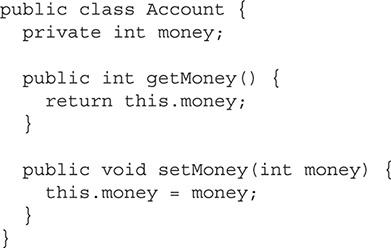 public class Account {
  private int money;

  public int getMoney() {
    return this.money;
  }

  public void setMoney(int money) {
    this.money = money;
  }
}